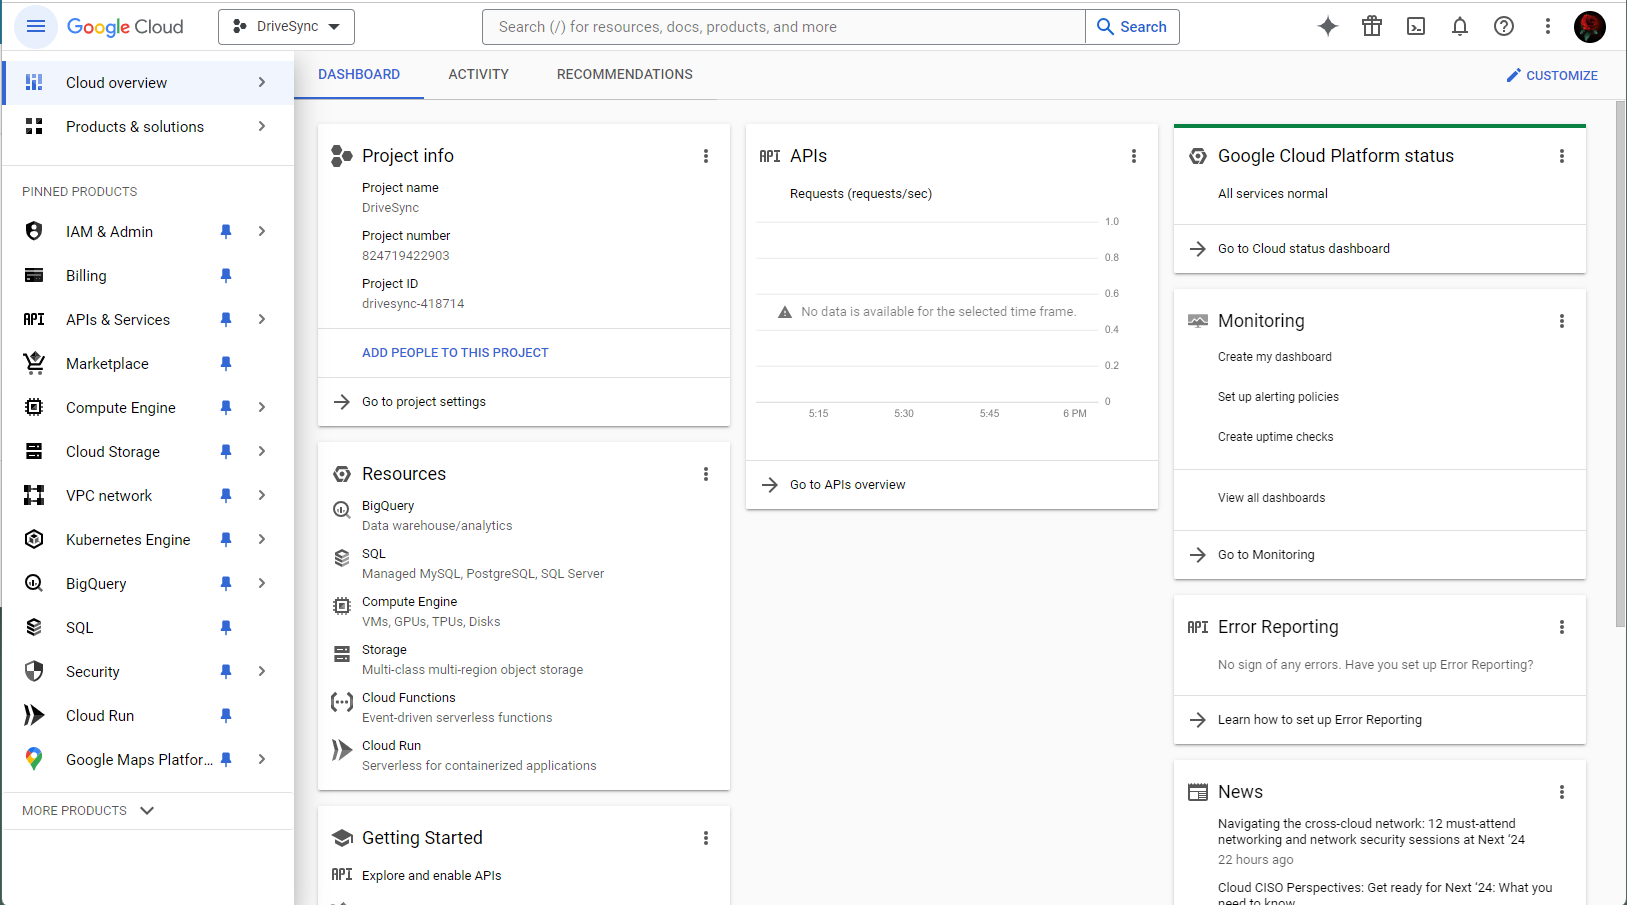 Google Cloud
DriveSync
Search (/) for resources, docs, products, and more
Search
Cloud overview
Products & solutions
PINNED PRODUCTS
IAM & Admin
Billing
API
APIs & Services
Marketplace
Compute Engine
Cloud Storage
VPC network
Kubernetes Engine
BigQuery
SQL
Security
Cloud Run
Google Maps Platfor...
MORE PRODUCTS
DASHBOARD
ACTIVITY
RECOMMENDATIONS
CUSTOMIZE
Project info
Project name
DriveSync
Project number
824719422903
Project ID
drivesync-418714
ADD PEOPLE TO THIS PROJECT
Go to project settings
Resources
BigQuery
Data warehouse/analytics
SQL
Managed MySQL, PostgreSQL, SQL Server
Compute Engine
VMs, GPUs, TPUs, Disks
Storage
Multi-class multi-region object storage
Cloud Functions
Event-driven serverless functions
Cloud Run
Serverless for containerized applications
Getting Started
API
Explore and enable APIs
API
APIs
Requests (requests/sec)
1.0
0.8
0.6
No data is available for the selected time frame.
0.4
0.2
0
5:15
5:30
5:45
6 PM
Go to APIs overview
Google Cloud Platform status
All services normal
Go to Cloud status dashboard
Monitoring
Create my dashboard
Set up alerting policies
Create uptime checks
View all dashboards
Go to Monitoring
API
Error Reporting
No sign of any errors. Have you set up Error Reporting?
Learn how to set up Error Reporting
News
Navigating the cross-cloud network: 12 must-attend
networking and network security sessions at Next ‘24
22 hours ago
Cloud CISO Perspectives: Get ready for Next ‘24: What you
need to know